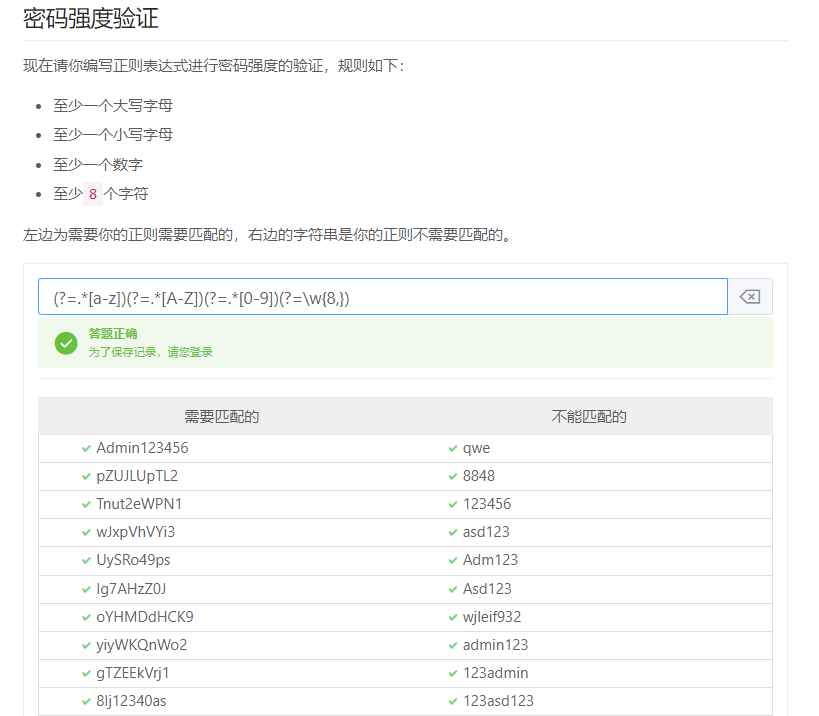 密码强度验证
现在请你编写正则表达式进行密码强度的验证，规则如下：
至少一个大写字母
至少一个小写字母
至少一个数字
至少 8 个字符
左边为需要你的正则需要匹配的，右边的字符串是你的正则不需要匹配的。
(?=.*[a-z])(?=.*[A-Z])(?=.*[0-9])(?=\w{8,})
答题正确
为了保存记录，请您登录
需要匹配的 不能匹配的
Admin123456 qwe
pZUJLUpTL2 8848
Tnut2eWPN1 123456
wJxpVhVYi3 asd123
UySRo49ps Adm123
Ig7AHzZ0J Asd123
oYHMDdHCK9 wjleif932
yiyWKQnWo2 admin123
gTZEEkVrj1 123admin
8Ij12340as 123asd123